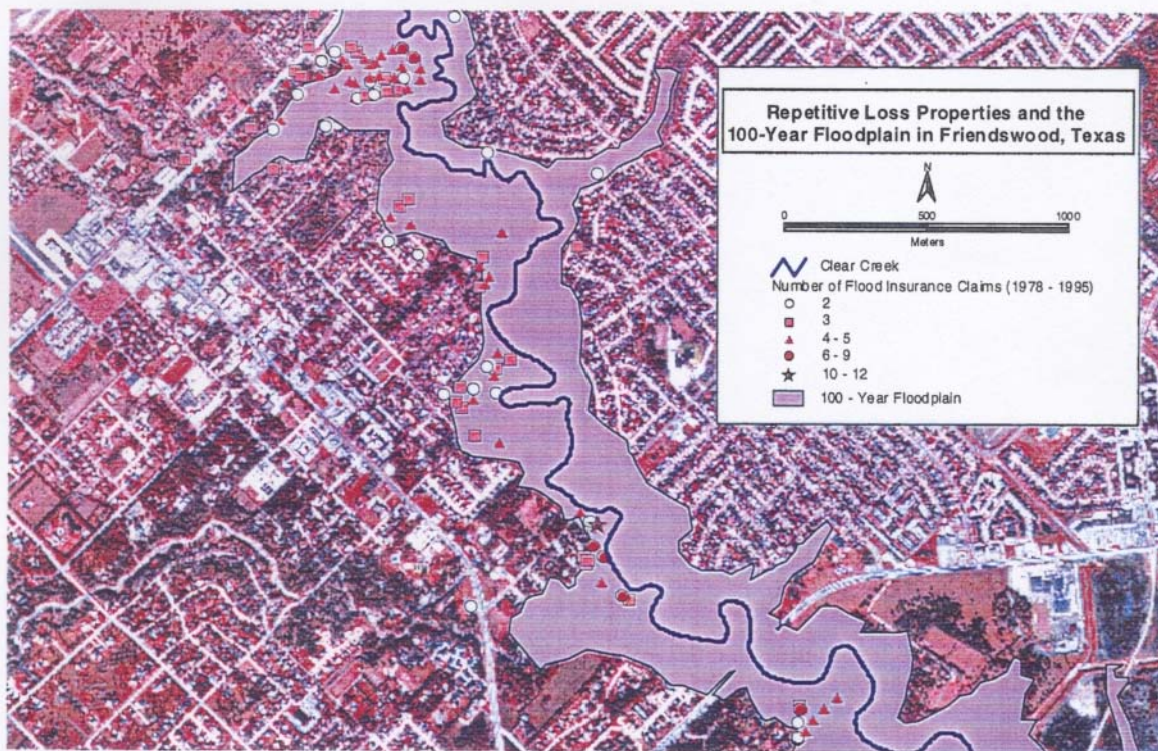 Repetitive Loss Properties and the
100-Year Floodplain in Friendswood, Texas
N
0 500 1000
Meters
Clear Creek
Number of Flood Insurance Claims (1978 - 1995)
2
3
4 - 5
6 - 9
10 - 12
100 - Year Floodplain